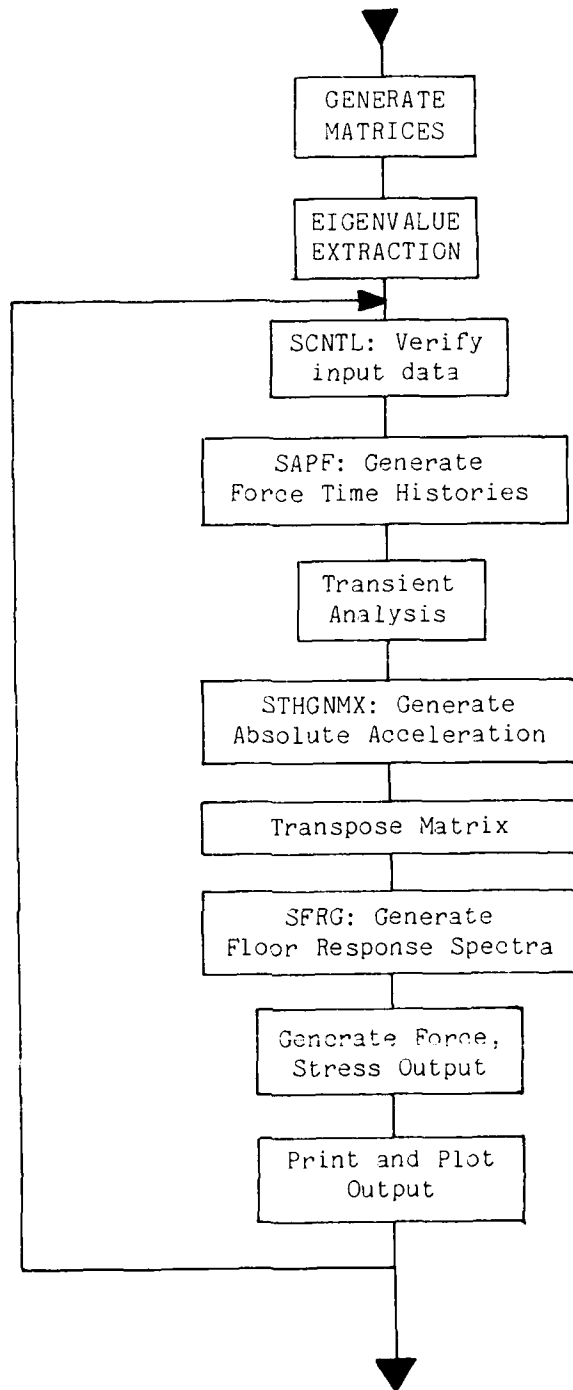 GENERATE
MATRICES
EIGENVALUE
EXTRACTION
SCNTL: Verify
input data
SAPF: Generate
Force Time Histories
Transient
Analysis
STHGNMX: Generate
Absolute Acceleration
Transpose Matrix
SFRG: Generate
Floor Response Spectra
Generate Force,
Stress Output
Print and Plot
Output